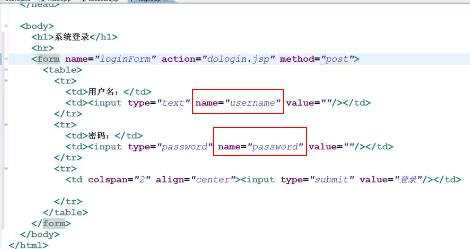 </head>
<body>
<h1>系统登录</h1>
<hr>
<form name="loginForm" action="dologin.jsp" method="post">
<table>
<tr>
<td>用户名：</td>
<td><input type="text" name="username" value=""/></td>
</tr>
<tr>
<td>密码：</td>
<td><input type="password" name="password" value=""/></td>
</tr>
<tr>
<td colspan="2" align="center"><input type="submit" value="登录"/></td>
</tr>
</table>
</form>
</body>
</html>